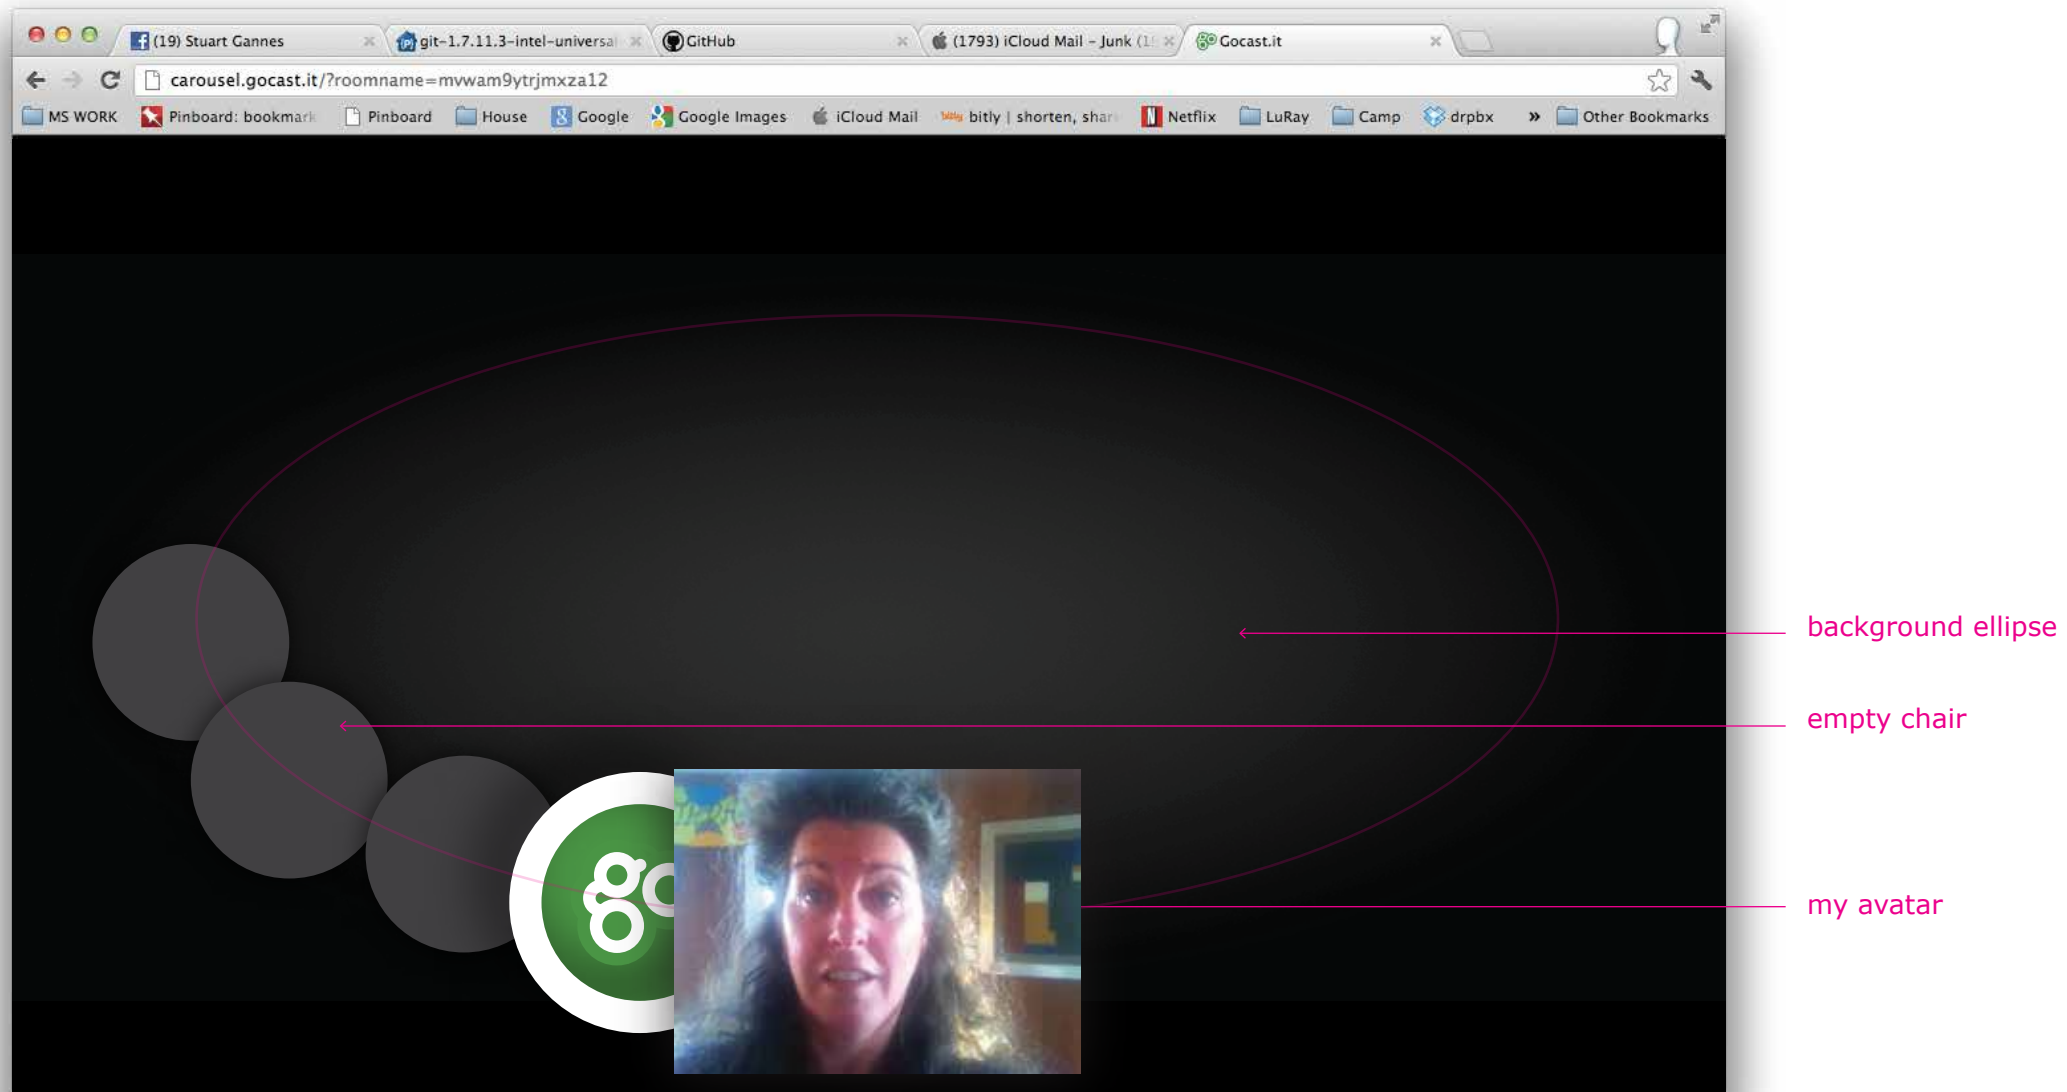 (19) Stuart Gannes
git-1.7.11.3-intel-universal
GitHub
(1793) iCloud Mail - Junk
Gocast.it
carousel.gocast.it/?roomname=mvwam9ytrjmxza12
MS WORK
Pinboard: bookmark
Pinboard
House
Google
Google Images
iCloud Mail
bitly
bitly | shorten, shar
Netflix
LuRay
Camp
drpbx
»
Other Bookmarks
background ellipse
empty chair
go
my avatar